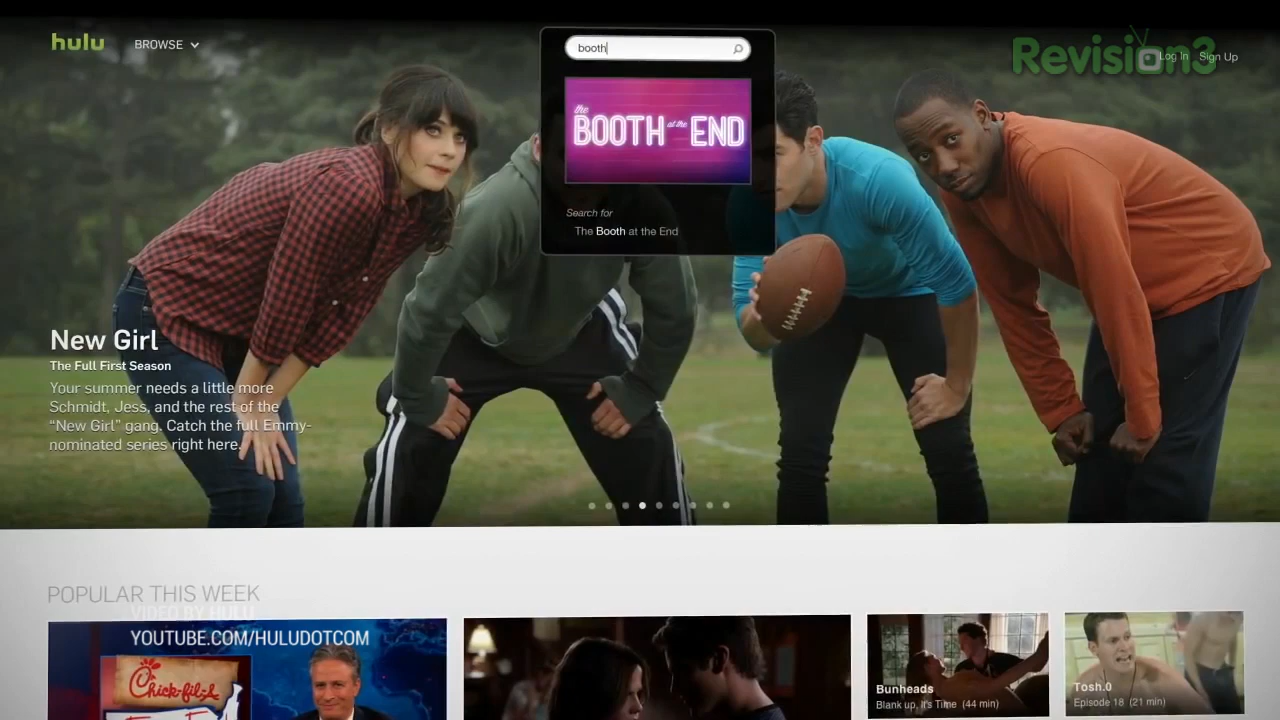 hulu
BROWSE
booth
Revision3
Log In
Sign Up
the
BOOTH at the END
Search for
The Booth at the End
New Girl
The Full First Season
Your summer needs a little more
Schmidt, Jess, and the rest of the
“New Girl” gang. Catch the full Emmy-
nominated series right here.
POPULAR THIS WEEK
VIDEO BY HULU
YOUTUBE.COM/HULUDOTCOM
Chick-fil-A
Bunheads
Blank up, it's Time (44 min)
Tosh.0
Episode 18 (21 min)